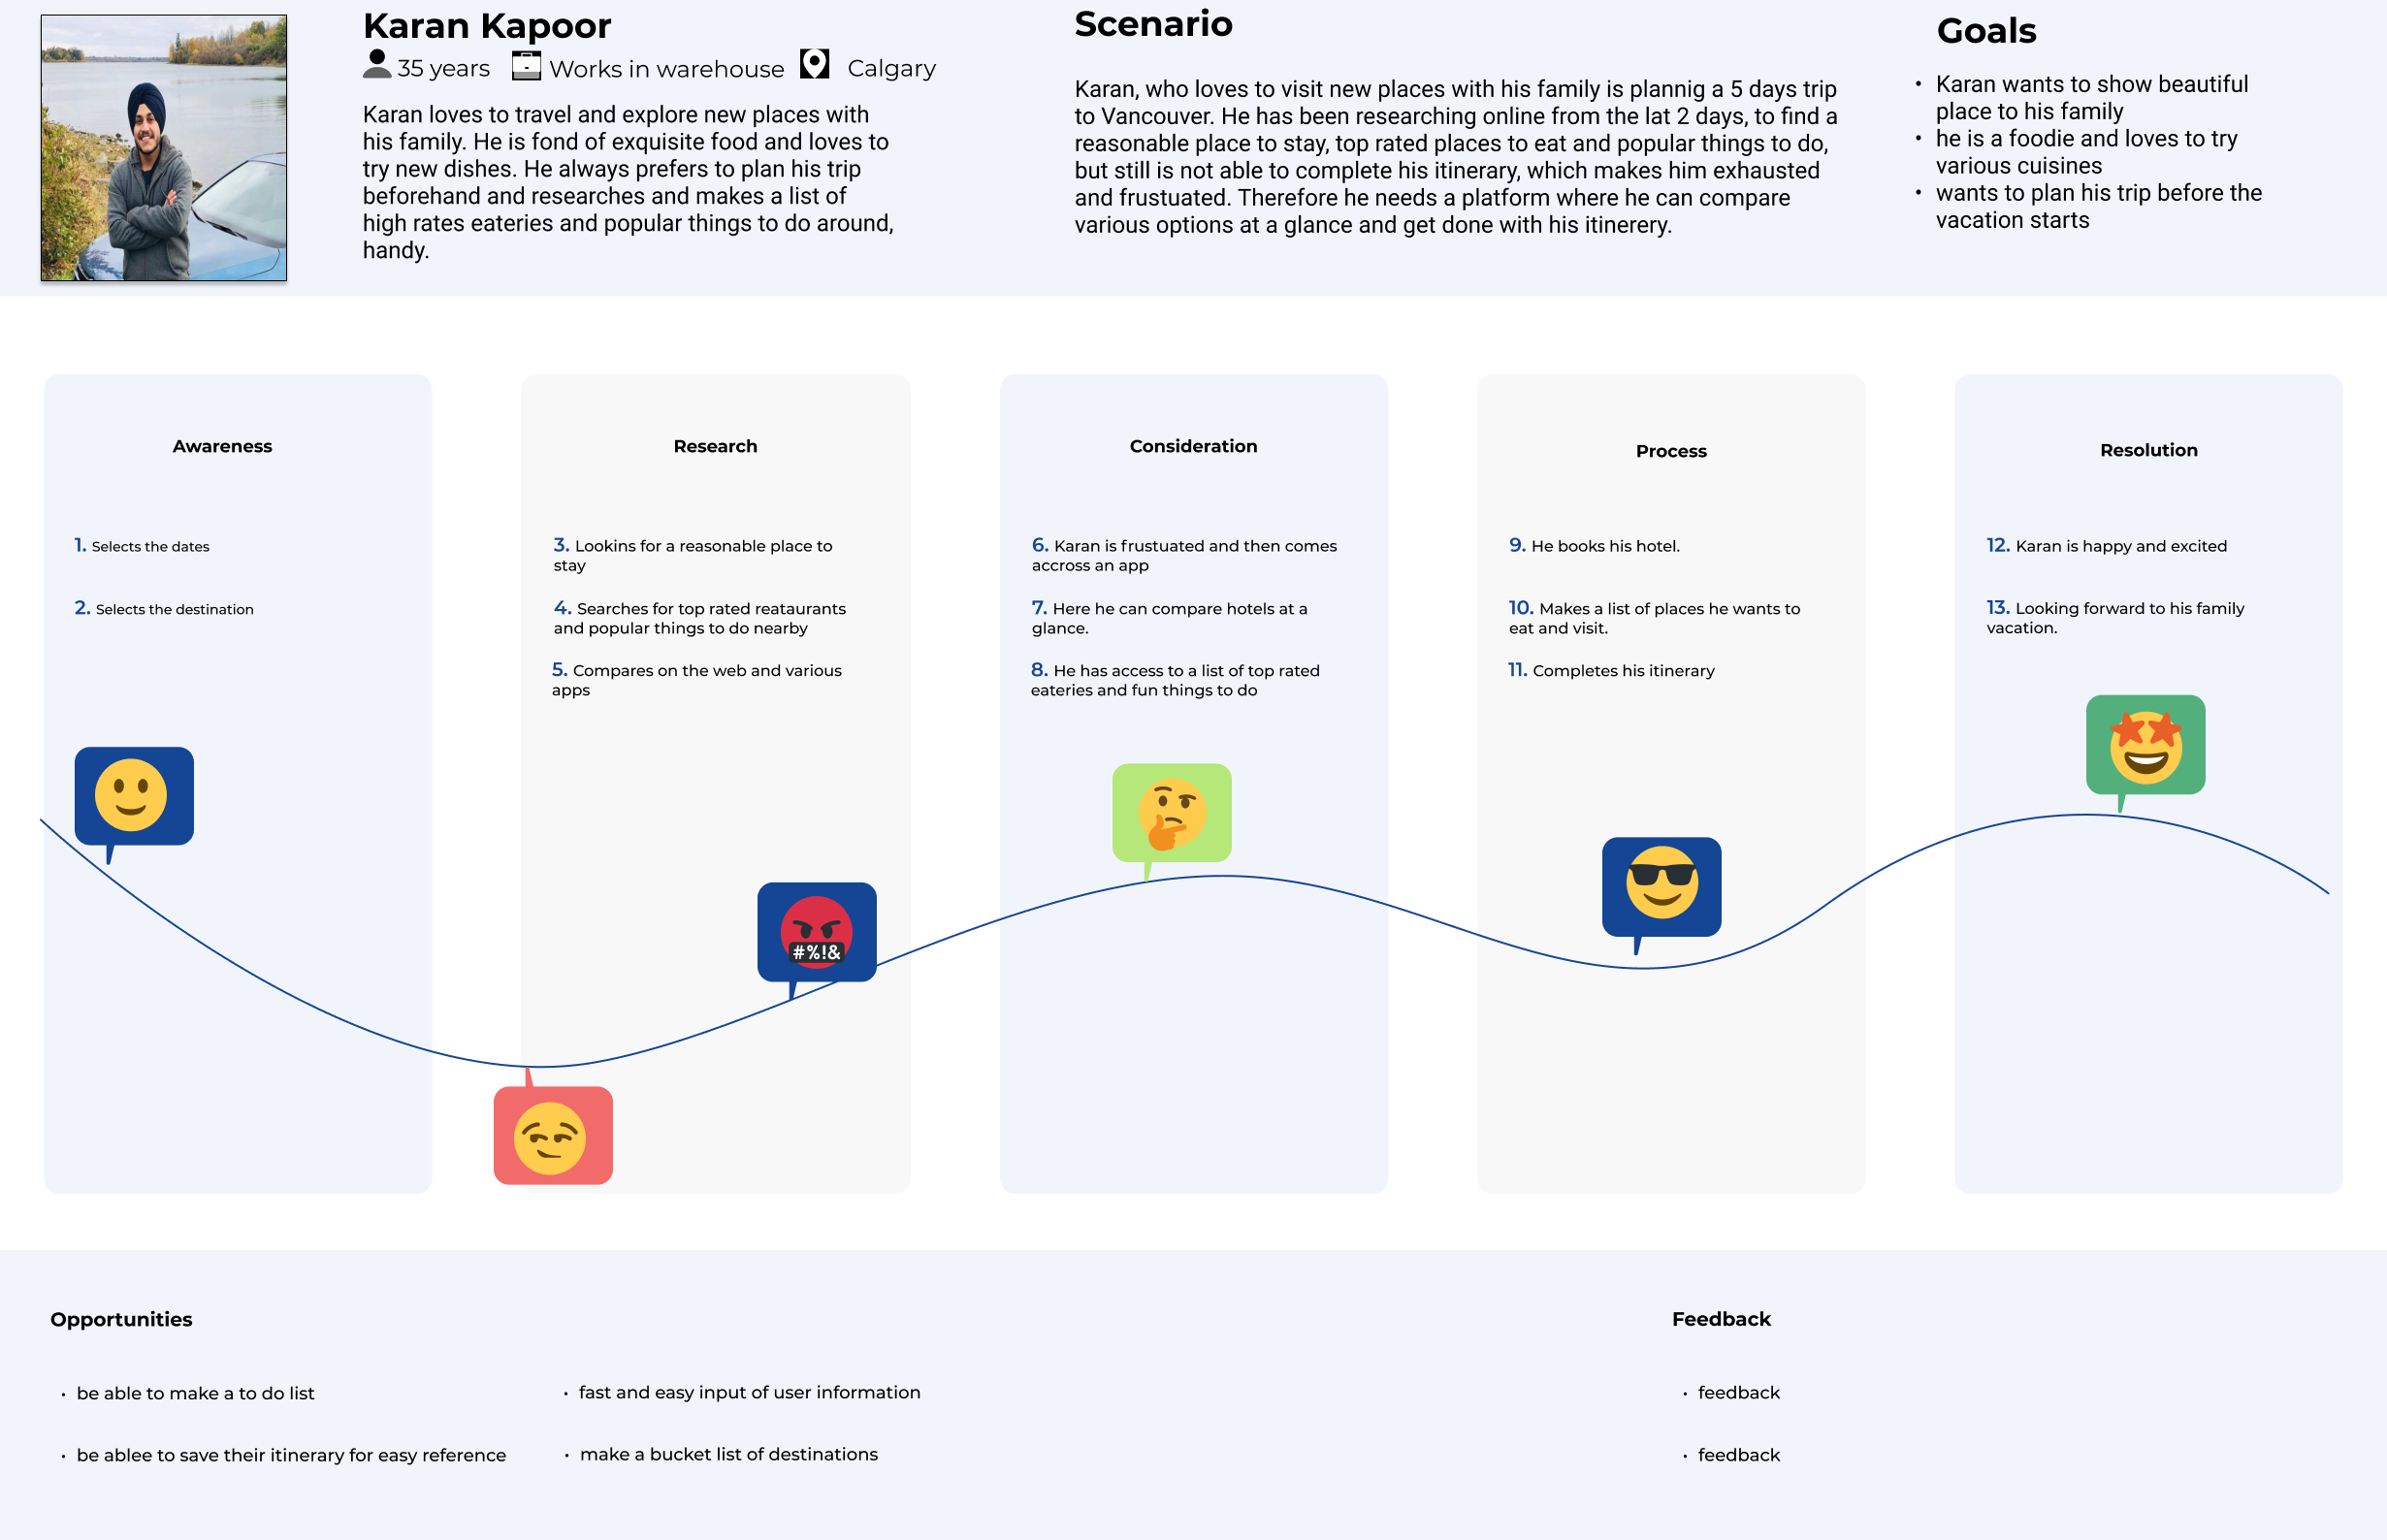 Karan Kapoor
35 years Works in warehouse Calgary
Karan loves to travel and explore new places with
his family. He is fond of exquisite food and loves to
try new dishes. He always prefers to plan his trip
beforehand and researches and makes a list of
high rates eateries and popular things to do around,
handy.
Scenario
Karan, who loves to visit new places with his family is plannig a 5 days trip
to Vancouver. He has been researching online from the lat 2 days, to find a
reasonable place to stay, top rated places to eat and popular things to do,
but still is not able to complete his itinerary, which makes him exhausted
and frustuated. Therefore he needs a platform where he can compare
various options at a glance and get done with his itinerery.
Goals
• Karan wants to show beautiful
place to his family
• he is a foodie and loves to try
various cuisines
• wants to plan his trip before the
vacation starts
Awareness
1. Selects the dates
2. Selects the destination
Research
3. Lookins for a reasonable place to
stay
4. Searches for top rated reataurants
and popular things to do nearby
5. Compares on the web and various
apps
#%!&
Consideration
6. Karan is frustuated and then comes
accross an app
7. Here he can compare hotels at a
glance.
8. He has access to a list of top rated
eateries and fun things to do
Process
9. He books his hotel.
10. Makes a list of places he wants to
eat and visit.
11. Completes his itinerary
Resolution
12. Karan is happy and excited
13. Looking forward to his family
vacation.
Opportunities
• be able to make a to do list
• be ablee to save their itinerary for easy reference
• fast and easy input of user information
• make a bucket list of destinations
Feedback
• feedback
• feedback